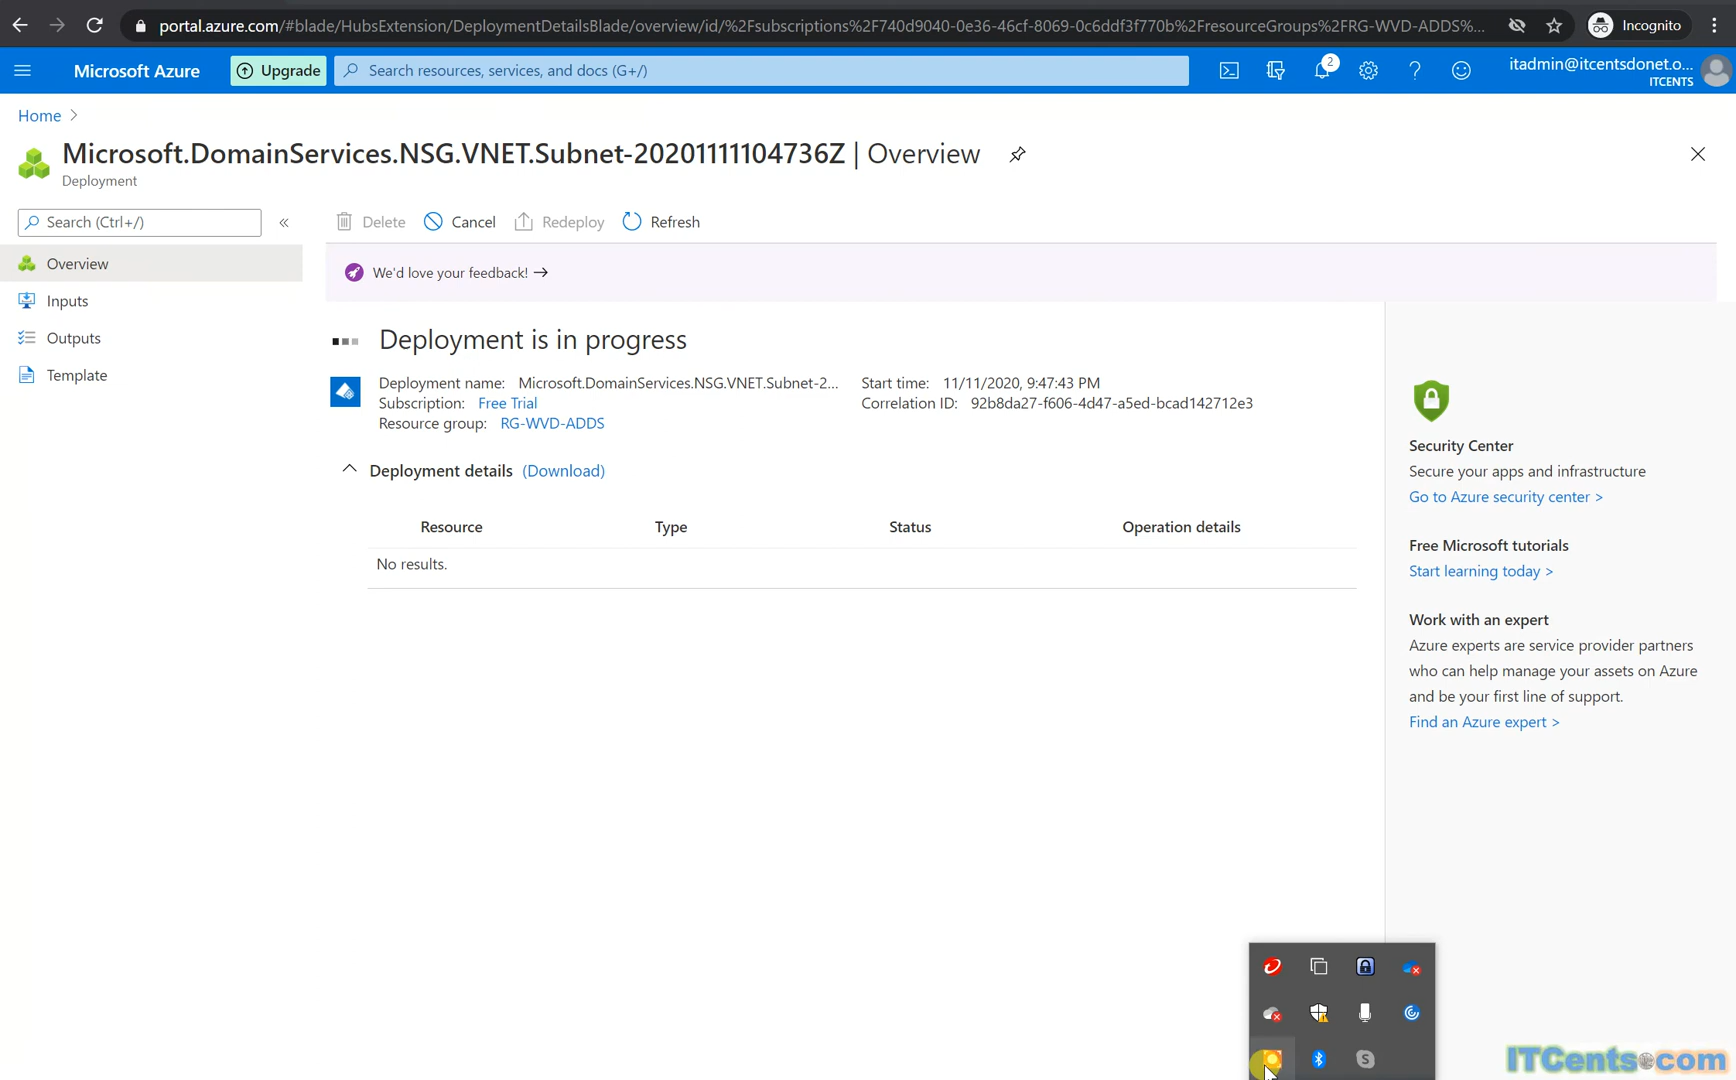 portal.azure.com/#blade/HubsExtension/DeploymentDetailsBlade/overview/id/%2Fsubscriptions%2F740d9040-0e36-46cf-8069-0c6ddf3f770b%2FresourceGroups%2FRG-WVD-ADDS%...
Incognito
Microsoft Azure
Upgrade
Search resources, services, and docs (G+/)
2
itadmin@itcentsdonet.o...
ITCENTS
Home
Microsoft.DomainServices.NSG.VNET.Subnet-20201111104736Z | Overview
Deployment
Search (Ctrl+/)
Delete
Cancel
Redeploy
Refresh
Overview
Inputs
Outputs
Template
We'd love your feedback! →
Deployment is in progress
Deployment name: Microsoft.DomainServices.NSG.VNET.Subnet-2...
Subscription: Free Trial
Resource group: RG-WVD-ADDS
Start time: 11/11/2020, 9:47:43 PM
Correlation ID: 92b8da27-f606-4d47-a5ed-bcad142712e3
Deployment details (Download)
Resource Type Status Operation details
No results.
Security Center
Secure your apps and infrastructure
Go to Azure security center >
Free Microsoft tutorials
Start learning today >
Work with an expert
Azure experts are service provider partners
who can help manage your assets on Azure
and be your first line of support.
Find an Azure expert >
ITCents.com